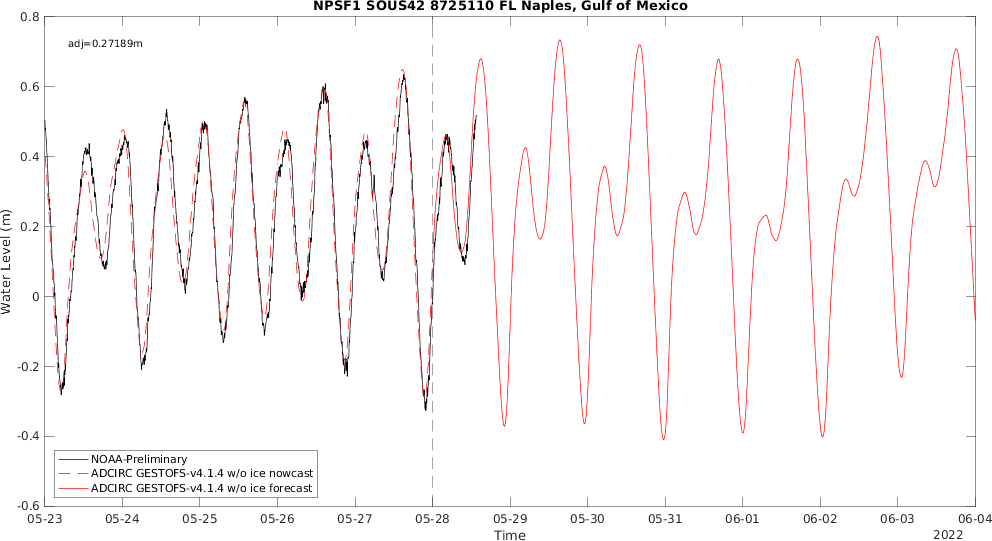 NPSF1 SOUS42 8725110 FL Naples, Gulf of Mexico
adj=0.27189m
0.8
0.6
0.4
0.2
0
-0.2
-0.4
-0.6
Water Level (m)
NOAA-Preliminary
ADCIRC GESTOFS-v4.1.4 w/o ice nowcast
ADCIRC GESTOFS-v4.1.4 w/o ice forecast
05-23 05-24 05-25 05-26 05-27 05-28 05-29 05-30 05-31 06-01 06-02 06-03 06-04
Time
2022